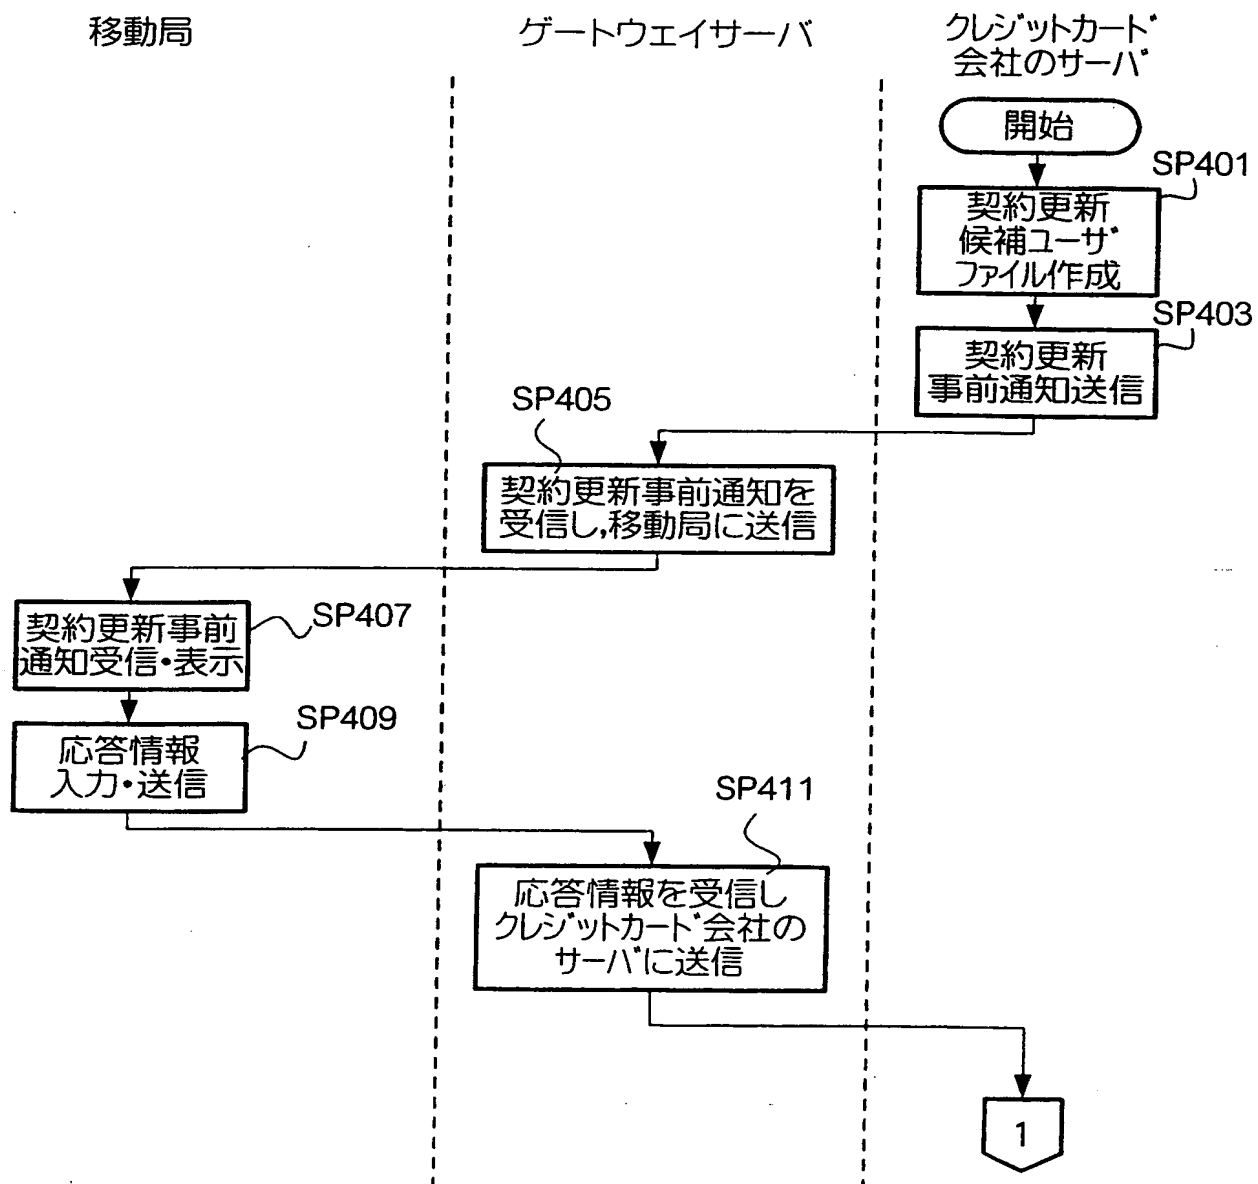 移動局
ゲートウェイサーバ
クレジットカード
会社のサーバ
開始
SP401
契約更新
候補ユーザ
ファイル作成
SP403
契約更新
事前通知送信
SP405
契約更新事前通知を
受信し,移動局に送信
SP407
契約更新事前
通知受信・表示
SP409
応答情報
入力・送信
SP411
応答情報を受信し
クレジットカード会社の
サーバに送信
1